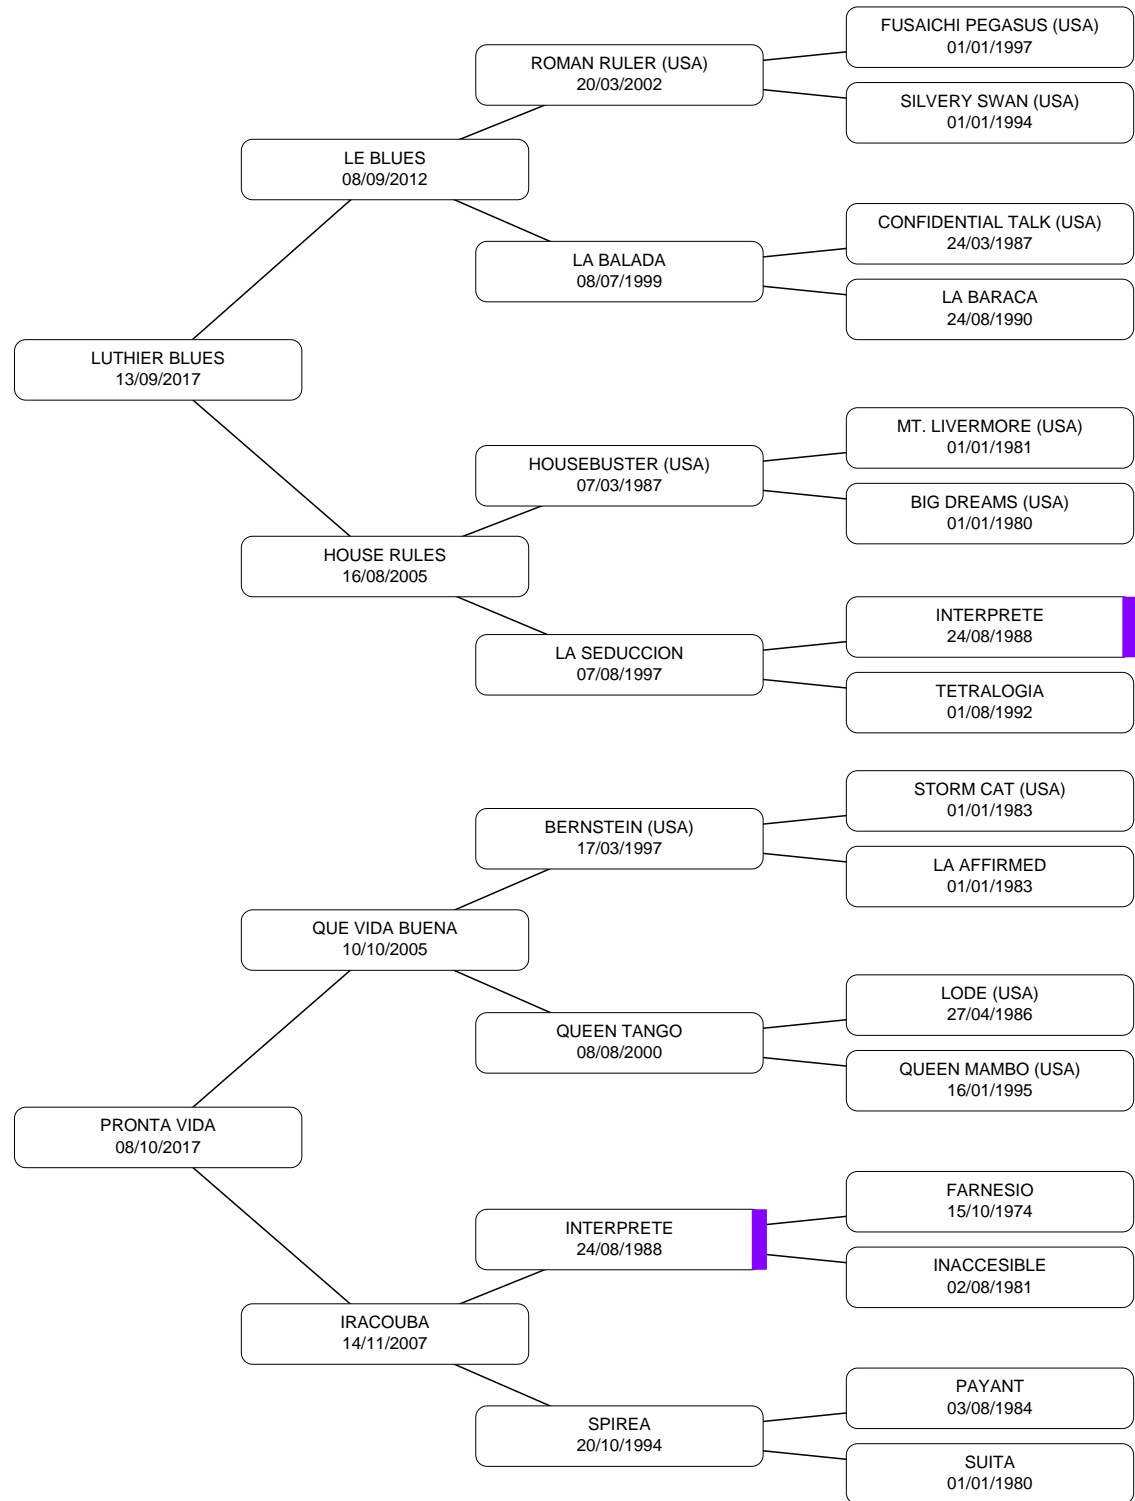 FUSAICHI PEGASUS (USA)
01/01/1997
ROMAN RULER (USA)
20/03/2002
SILVERY SWAN (USA)
01/01/1994
LE BLUES
08/09/2012
CONFIDENTIAL TALK (USA)
24/03/1987
LA BALADA
08/07/1999
LA BARACA
24/08/1990
LUTHIER BLUES
13/09/2017
MT. LIVERMORE (USA)
01/01/1981
HOUSEBUSTER (USA)
07/03/1987
BIG DREAMS (USA)
01/01/1980
HOUSE RULES
16/08/2005
INTERPRETE
24/08/1988
LA SEDUCCION
07/08/1997
TETRALOGIA
01/08/1992
STORM CAT (USA)
01/01/1983
BERNSTEIN (USA)
17/03/1997
LA AFFIRMED
01/01/1983
QUE VIDA BUENA
10/10/2005
LODE (USA)
27/04/1986
QUEEN TANGO
08/08/2000
QUEEN MAMBO (USA)
16/01/1995
PRONTA VIDA
08/10/2017
FARNESIO
15/10/1974
INTERPRETE
24/08/1988
INACCESIBLE
02/08/1981
IRACOUBA
14/11/2007
PAYANT
03/08/1984
SPIREA
20/10/1994
SUITA
01/01/1980